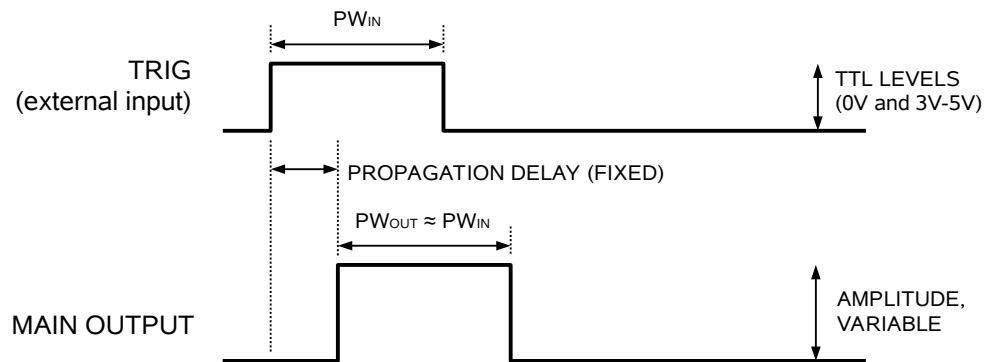 PWIN
TRIG
(external input)
TTL LEVELS
(0V and 3V-5V)
PROPAGATION DELAY (FIXED)
PWOUT ≈ PWIN
MAIN OUTPUT
AMPLITUDE,
VARIABLE